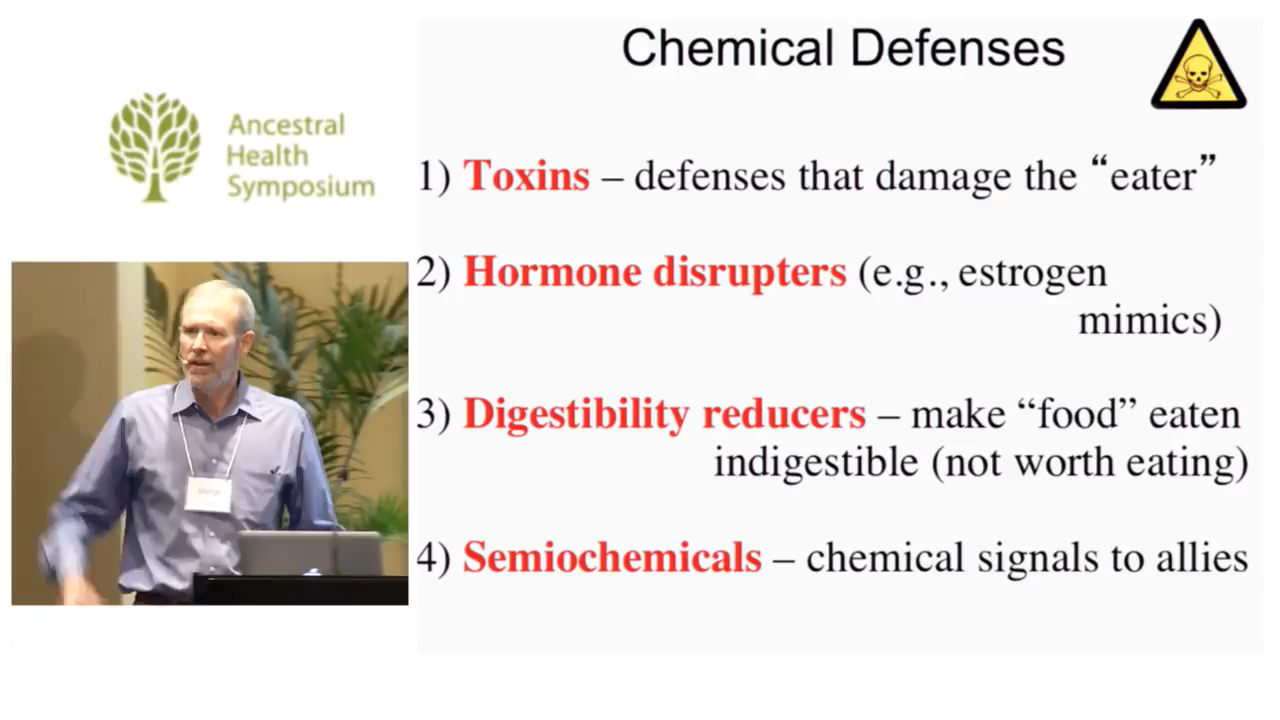 Chemical Defenses
Ancestral
Health
Symposium
1) Toxins – defenses that damage the “eater”
2) Hormone disrupters (e.g., estrogen
mimics)
3) Digestibility reducers – make “food” eaten
indigestible (not worth eating)
4) Semiochemicals – chemical signals to allies